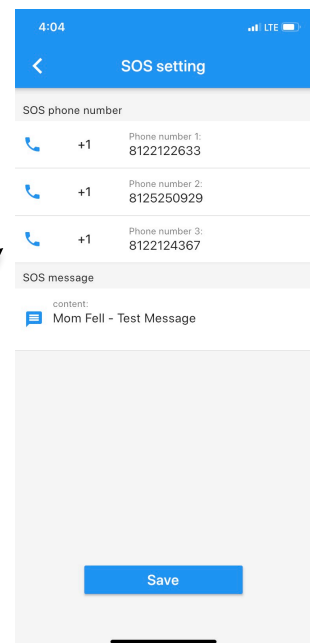 4:04
LTE
SOS setting
SOS phone number
+1
Phone number 1:
8122122633
+1
Phone number 2:
8125250929
+1
Phone number 3:
8122124367
SOS message
content:
Mom Fell - Test Message
Save